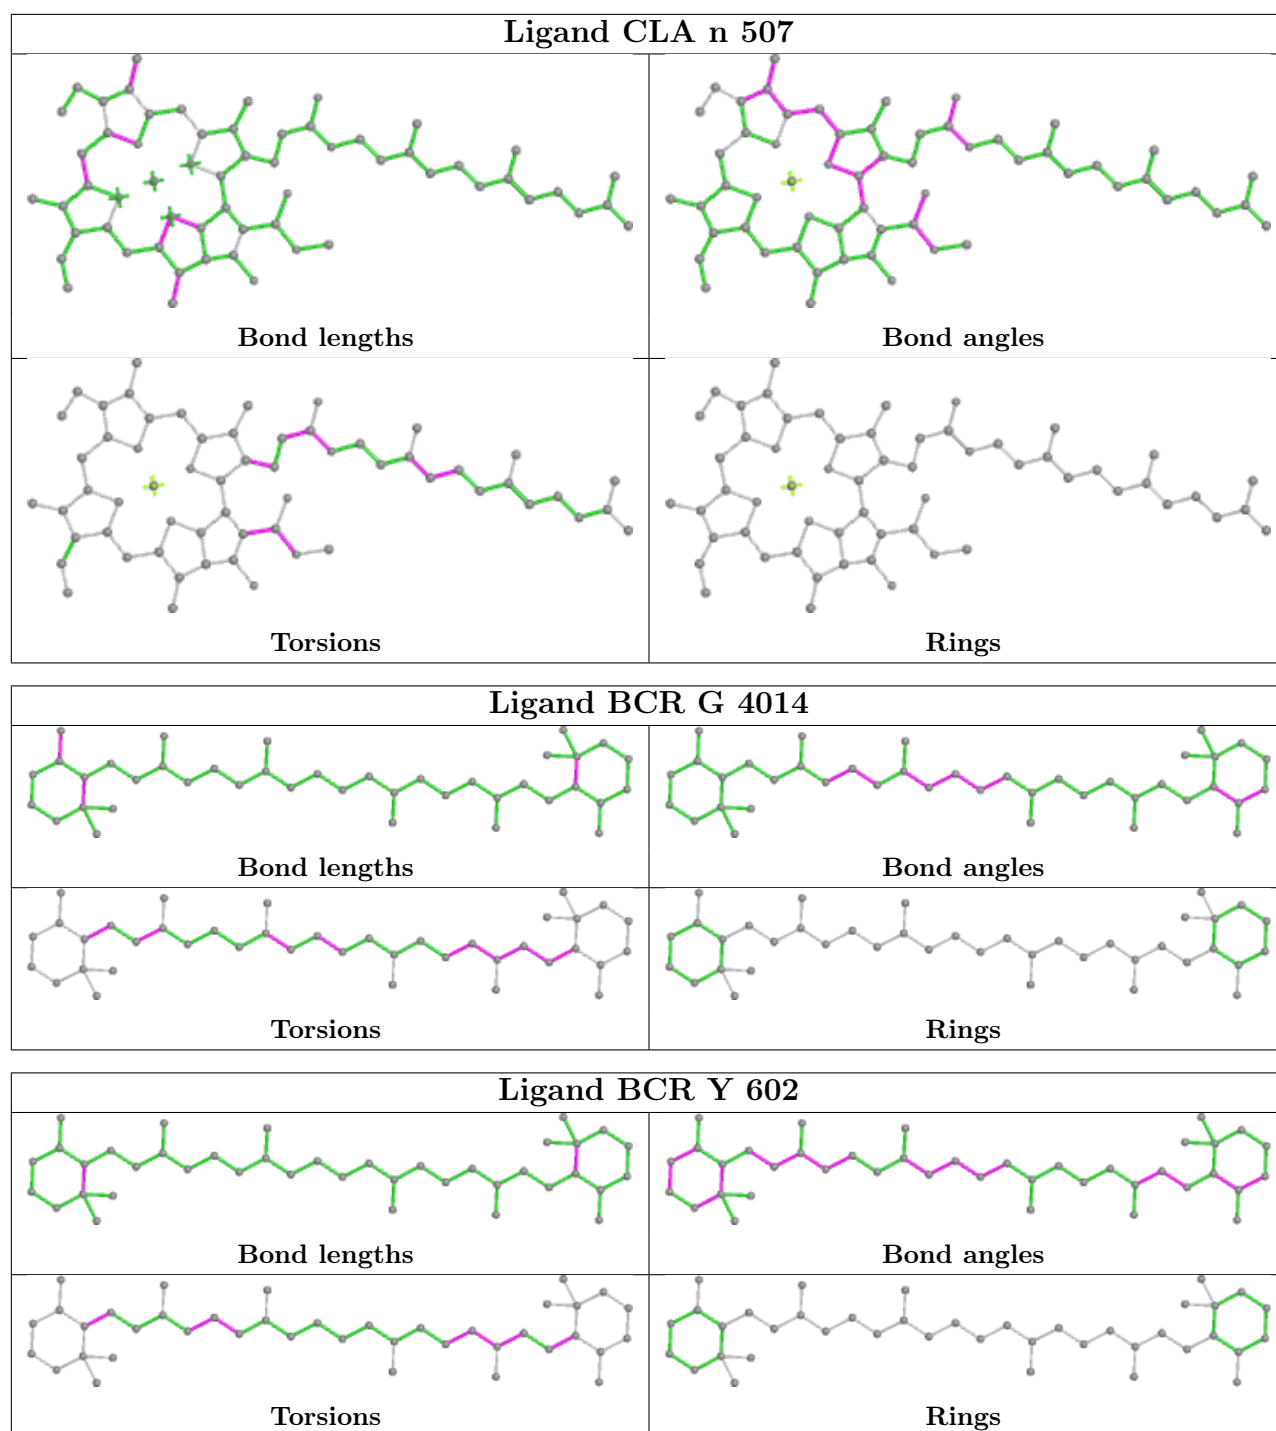 Ligand CLA n 507
Bond lengths
Bond angles
Torsions
Rings
Ligand BCR G 4014
Bond lengths
Bond angles
Torsions
Rings
Ligand BCR Y 602
Bond lengths
Bond angles
Torsions
Rings